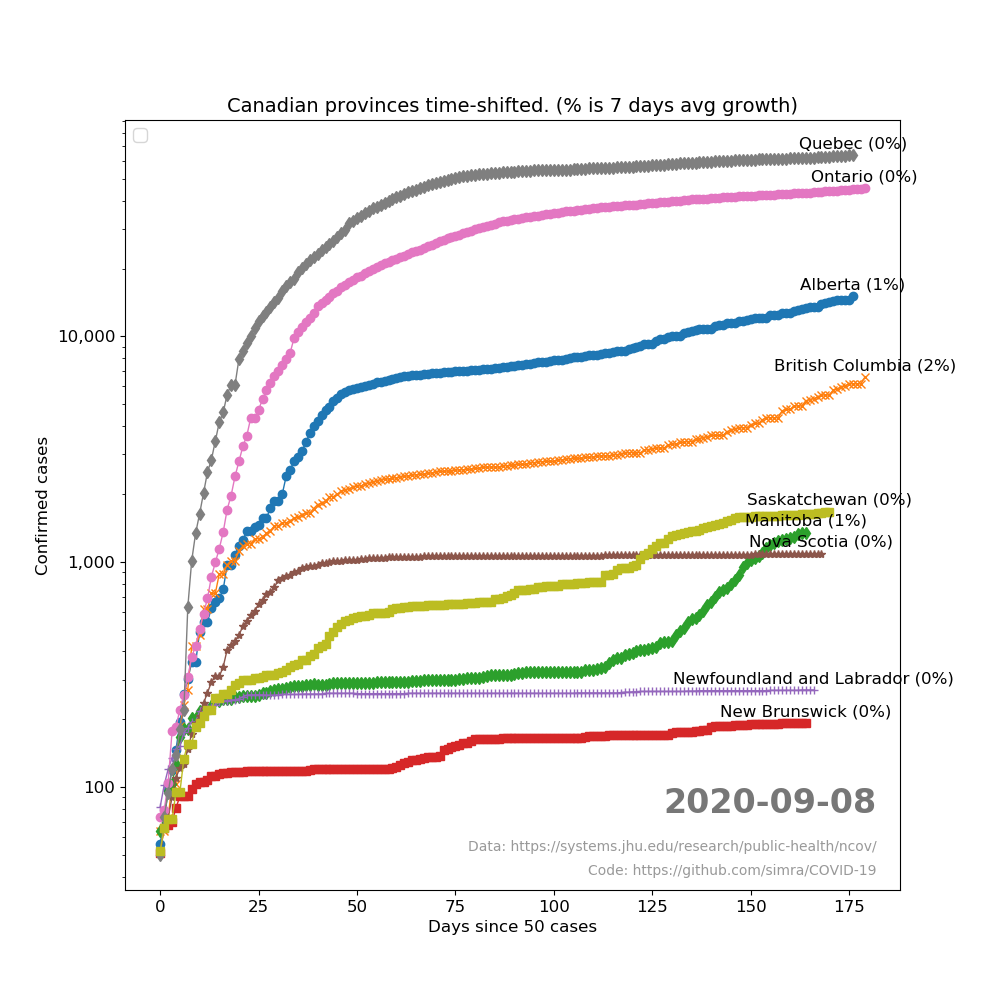 Canadian provinces time-shifted. (% is 7 days avg growth)
Quebec (0%)
Ontario (0%)
Alberta (1%)
10,000
British Columbia (2%)
Saskatchewan (0%)
Manitoba (1%)
Nova Scotia (0%)
Confirmed cases
1,000
Newfoundland and Labrador (0%)
New Brunswick (0%)
100
2020-09-08
Data: https://systems.jhu.edu/research/public-health/ncov/
Code: https://github.com/simra/COVID-19
0 25 50 75 100 125 150 175
Days since 50 cases